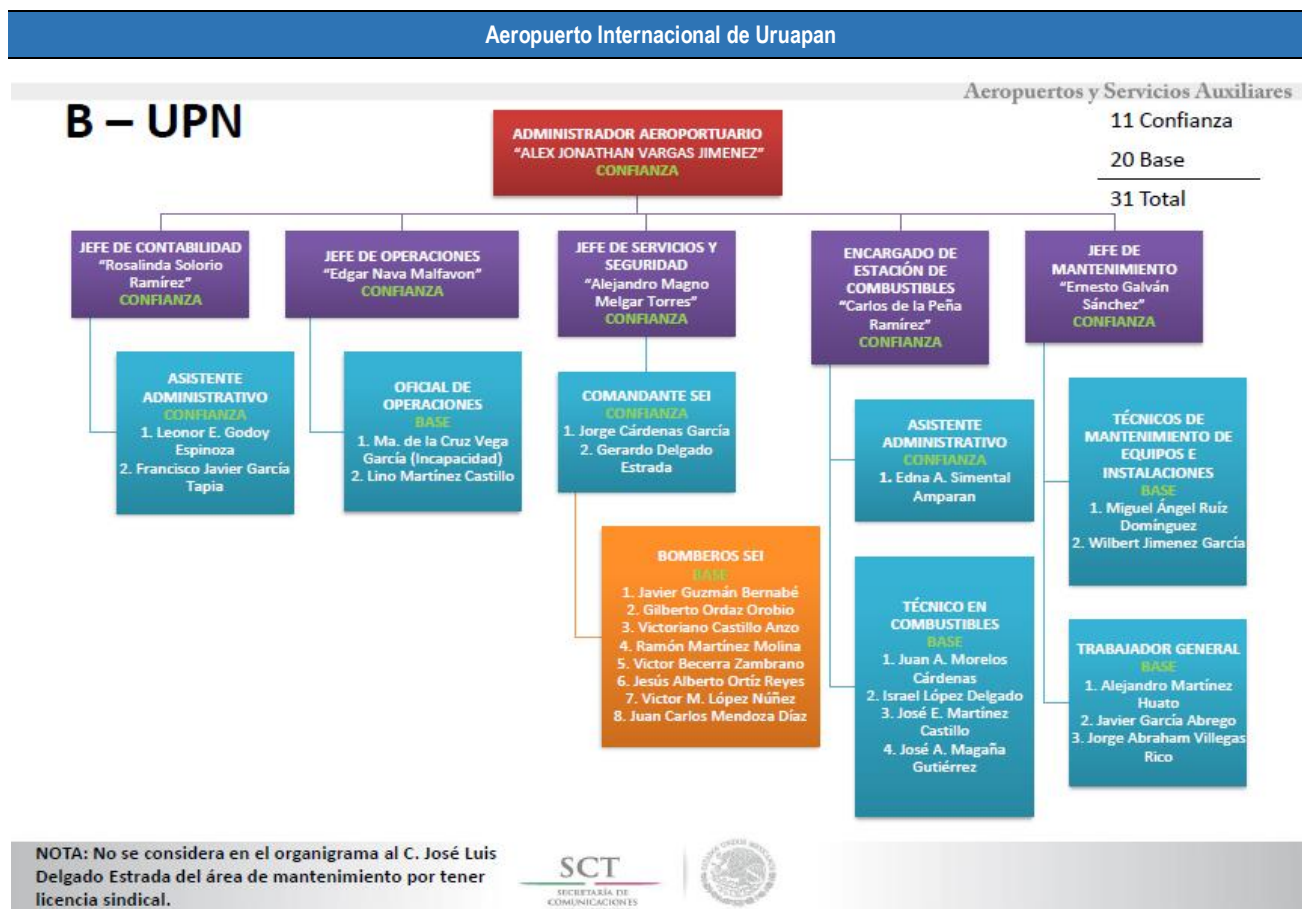 Aeropuerto Internacional de Uruapan
Aeropuertos y Servicios Auxiliares
B – UPN
11 Confianza
20 Base
31 Total
ADMINISTRADOR AEROPORTUARIO
“ALEX JONATHAN VARGAS JIMENEZ”
CONFIANZA
JEFE DE CONTABILIDAD
“Rosalinda Solorio
Ramírez”
CONFIANZA
JEFE DE OPERACIONES
“Edgar Nava Malfavon”
CONFIANZA
JEFE DE SERVICIOS Y
SEGURIDAD
“Alejandro Magno
Melgar Torres”
CONFIANZA
ENCARGADO DE
ESTACIÓN DE
COMBUSTIBLES
“Carlos de la Peña
Ramírez”
CONFIANZA
JEFE DE
MANTENIMIENTO
“Ernesto Galván
Sánchez”
CONFIANZA
ASISTENTE
ADMINISTRATIVO
CONFIANZA
1. Leonor E. Godoy
Espinoza
2. Francisco Javier García
Tapia
OFICIAL DE
OPERACIONES
BASE
1. Ma. de la Cruz Vega
García (Incapacidad)
2. Lino Martínez Castillo
COMANDANTE SEI
CONFIANZA
1. Jorge Cárdenas García
2. Gerardo Delgado
Estrada
BOMBEROS SEI
BASE
1. Javier Guzmán Bernabé
2. Gilberto Ordaz Orobio
3. Victoriano Castillo Anzo
4. Ramón Martínez Molina
5. Victor Becerra Zambrano
6. Jesús Alberto Ortíz Reyes
7. Victor M. López Núñez
8. Juan Carlos Mendoza Díaz
ASISTENTE
ADMINISTRATIVO
CONFIANZA
1. Edna A. Simental
Amparan
TÉCNICO EN
COMBUSTIBLES
BASE
1. Juan A. Morelos
Cárdenas
2. Israel López Delgado
3. José E. Martínez
Castillo
4. José A. Magaña
Gutiérrez
TÉCNICOS DE
MANTENIMIENTO DE
EQUIPOS E
INSTALACIONES
BASE
1. Miguel Ángel Ruíz
Domínguez
2. Wilbert Jimenez García
TRABAJADOR GENERAL
BASE
1. Alejandro Martínez
Huato
2. Javier García Abrego
3. Jorge Abraham Villegas
Rico
NOTA: No se considera en el organigrama al C. José Luis
Delgado Estrada del área de mantenimiento por tener
licencia sindical.
SCT
SECRETARÍA DE
COMUNICACIONES